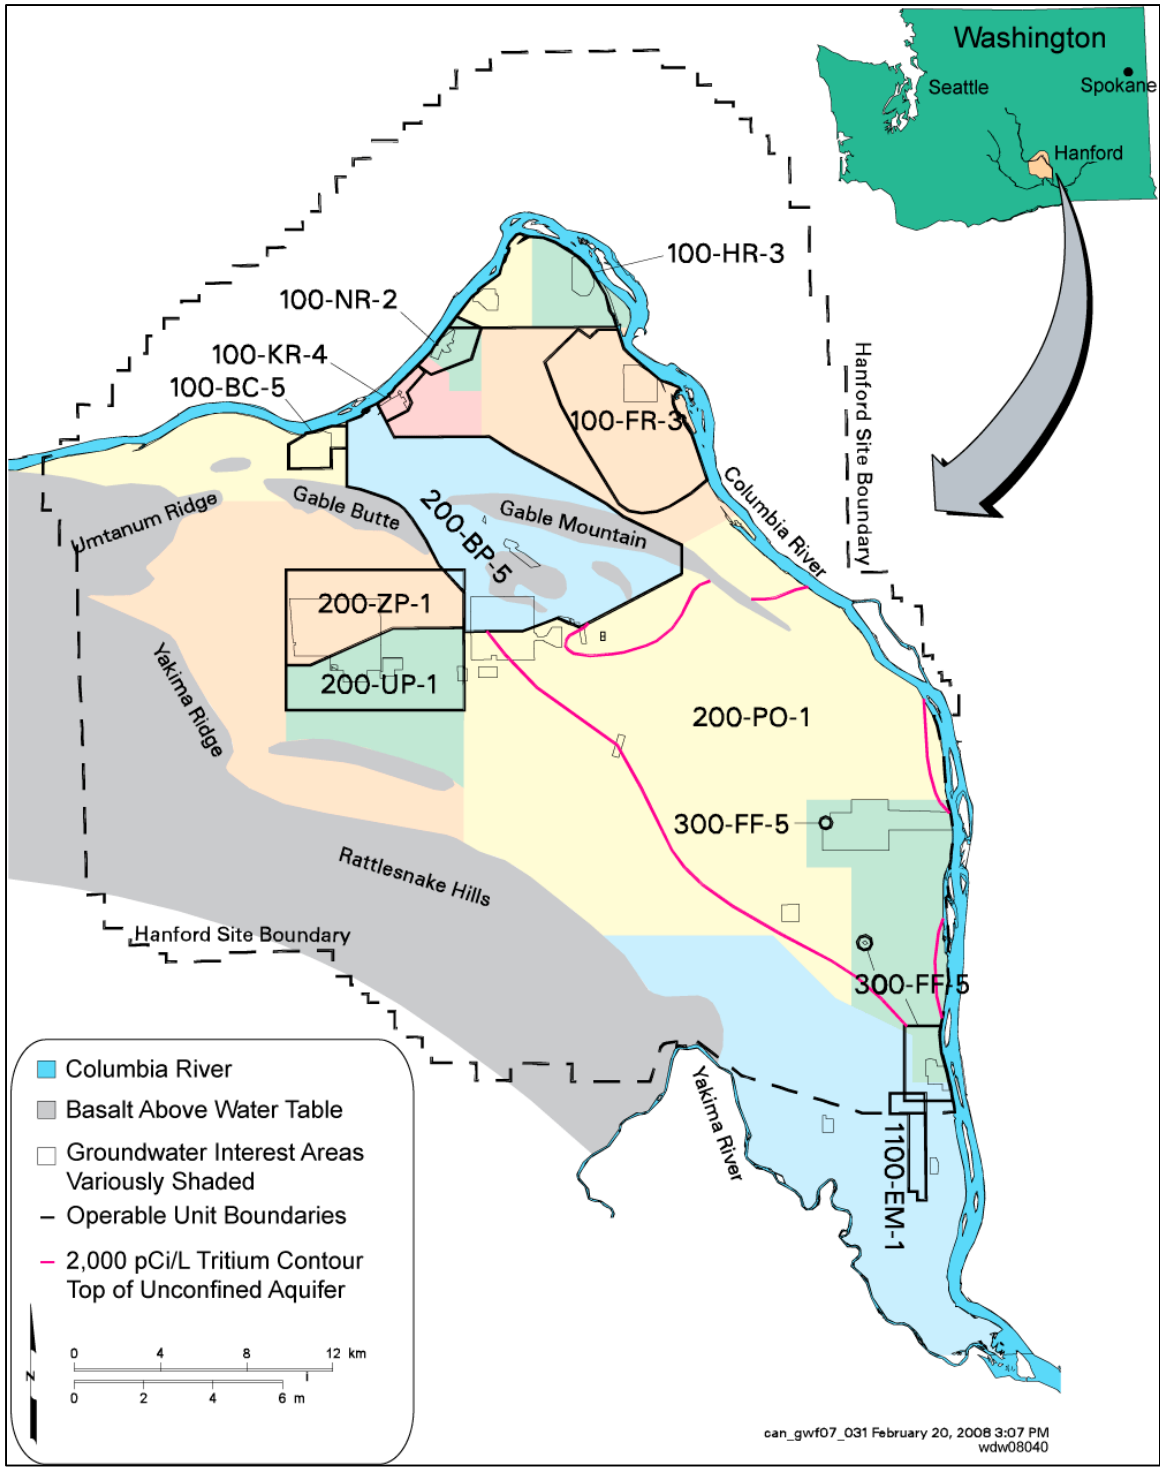 Washington
Seattle
Spokane
Hanford
100-HR-3
100-NR-2
100-KR-4
100-BC-5
Hanford Site Boundary
100-FR-3
Columbia River
Umtanum Ridge
Gable Butte
200-BP-5
Gable Mountain
200-ZP-1
200-UP-1
Yakima Ridge
200-PO-1
300-FF-5
Rattlesnake Hills
Hanford Site Boundary
300-FF-5
Yakima River
1100-EM-1
Columbia River
Basalt Above Water Table
Groundwater Interest Areas
Variously Shaded
Operable Unit Boundaries
2,000 pCi/L Tritium Contour
Top of Unconfined Aquifer
0 4 8 12 km
0 2 4 6 m i
N
can_gwf07_031 February 20, 2008 3:07 PM
wdw08040